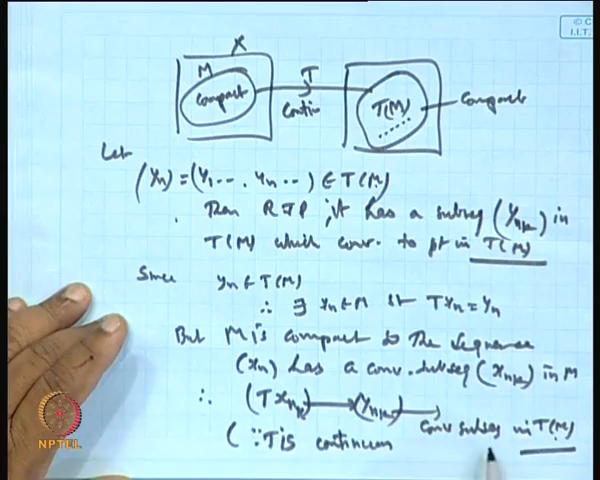 © C
I.I.T.
X
M
T
compact
contin
T(M)
compact
Let
(yn) = (y1 ... yn ...) ∈ T(M)
Then RTP ; it has a subseq (ynk) in
T(M) which conv. to pt in T(M)
Since yn ∈ T(M)
∴ ∃ xn ∈ M st Txn = yn
But M is compact so the sequence
(xn) has a conv. subseq (xnk) in M
∴ (Txnk) → (ynk) → conv subseq in T(M)
(∵ T is continuou
NPTEL